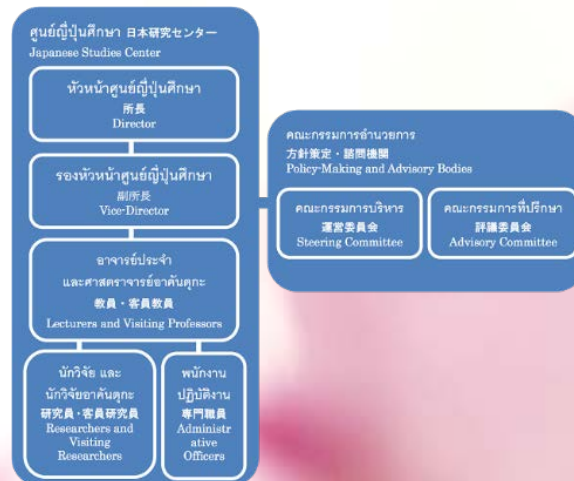 ศูนย์ญี่ปุ่นศึกษา 日本研究センター
Japanese Studies Center
หัวหน้าศูนย์ญี่ปุ่นศึกษา
所長
Director
รองหัวหน้าศูนย์ญี่ปุ่นศึกษา
副所長
Vice-Director
อาจารย์ประจำ
และศาสตราจารย์อาคันตุกะ
教員・客員教員
Lecturers and Visiting Professors
นักวิจัย และ
นักวิจัยอาคันตุกะ
研究員・客員研究員
Researchers and
Visiting
Researchers
พนักงาน
ปฏิบัติงาน
専門職員
Administr
ative
Officers
คณะกรรมการอำนวยการ
方針策定・諮問機関
Policy-Making and Advisory Bodies
คณะกรรมการบริหาร
運営委員会
Steering Committee
คณะกรรมการที่ปรึกษา
評議委員会
Advisory Committee